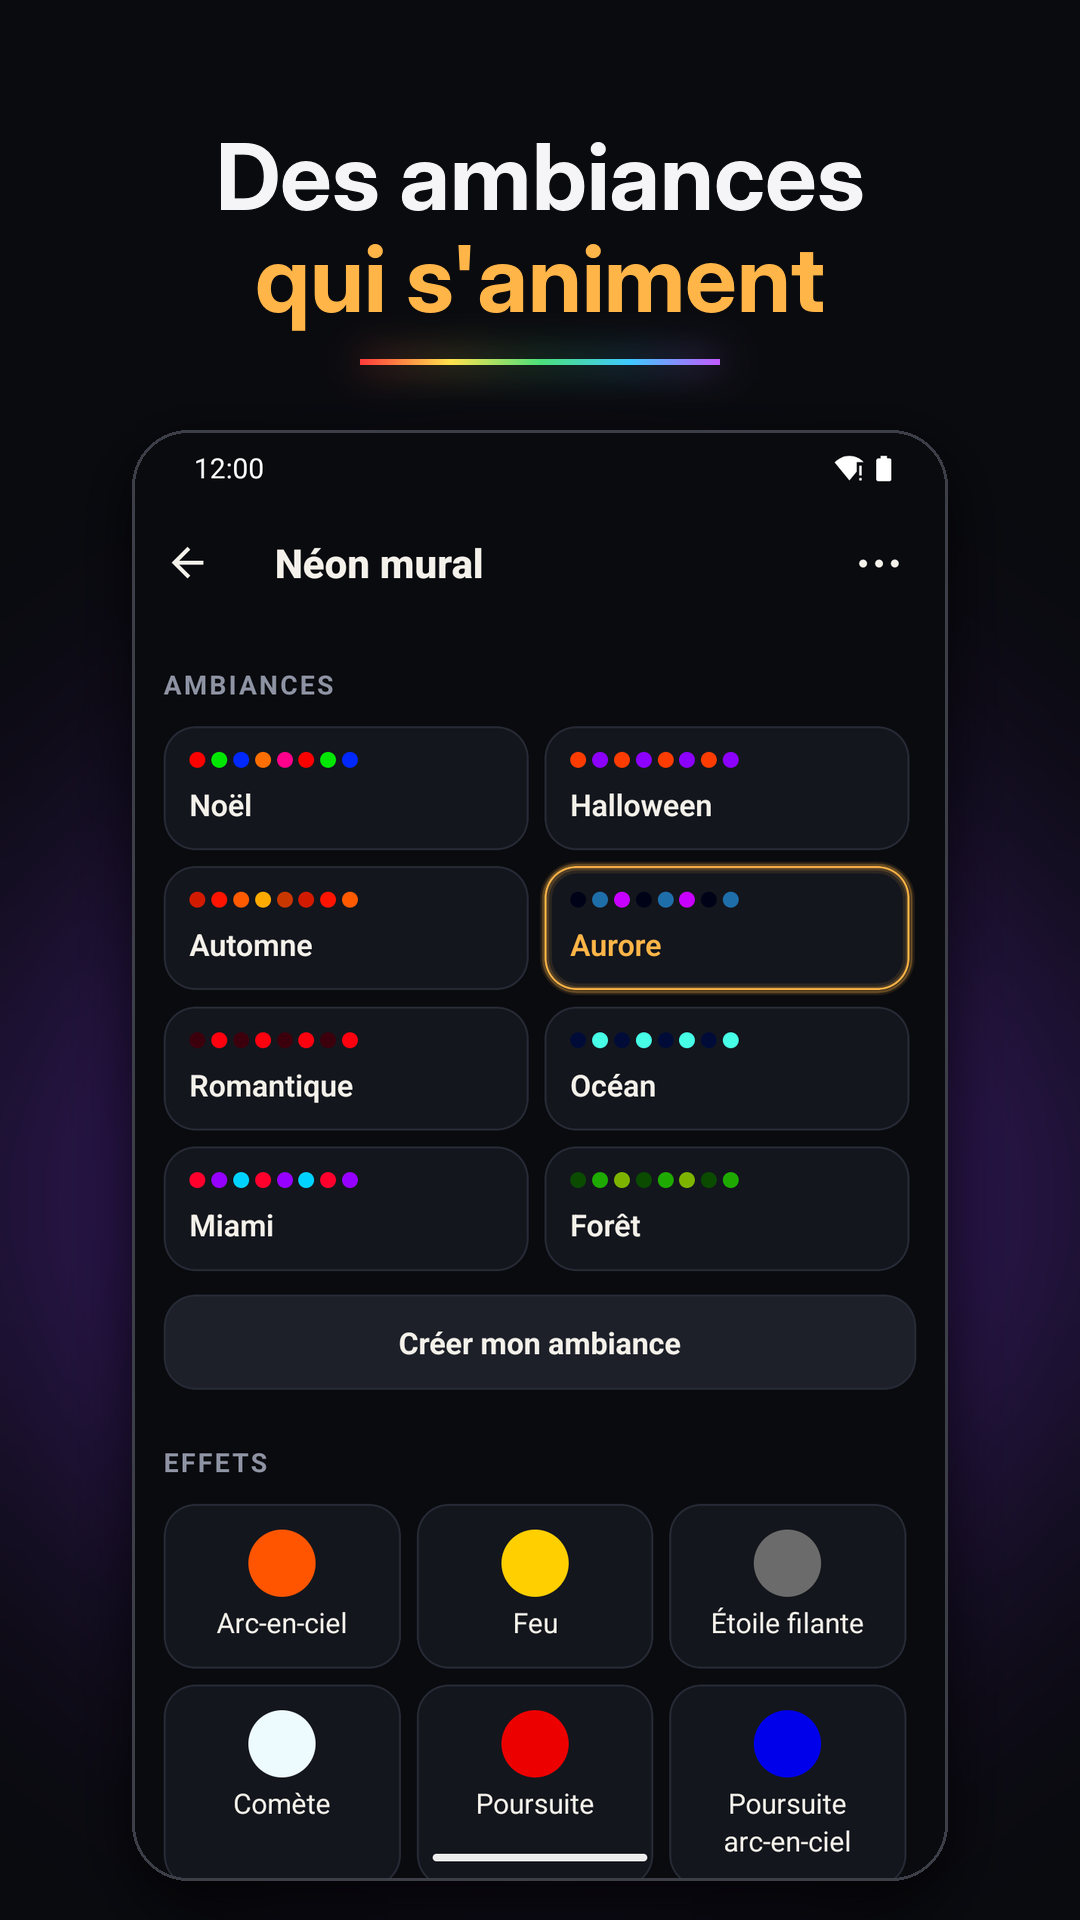 Des ambiances
qui s'animent
12:00
Néon mural
AMBIANCES
Noël
Halloween
Automne
Aurore
Romantique
Océan
Miami
Forêt
Créer mon ambiance
EFFETS
Arc-en-ciel
Feu
Étoile filante
Comète
Poursuite
Poursuite
arc-en-ciel